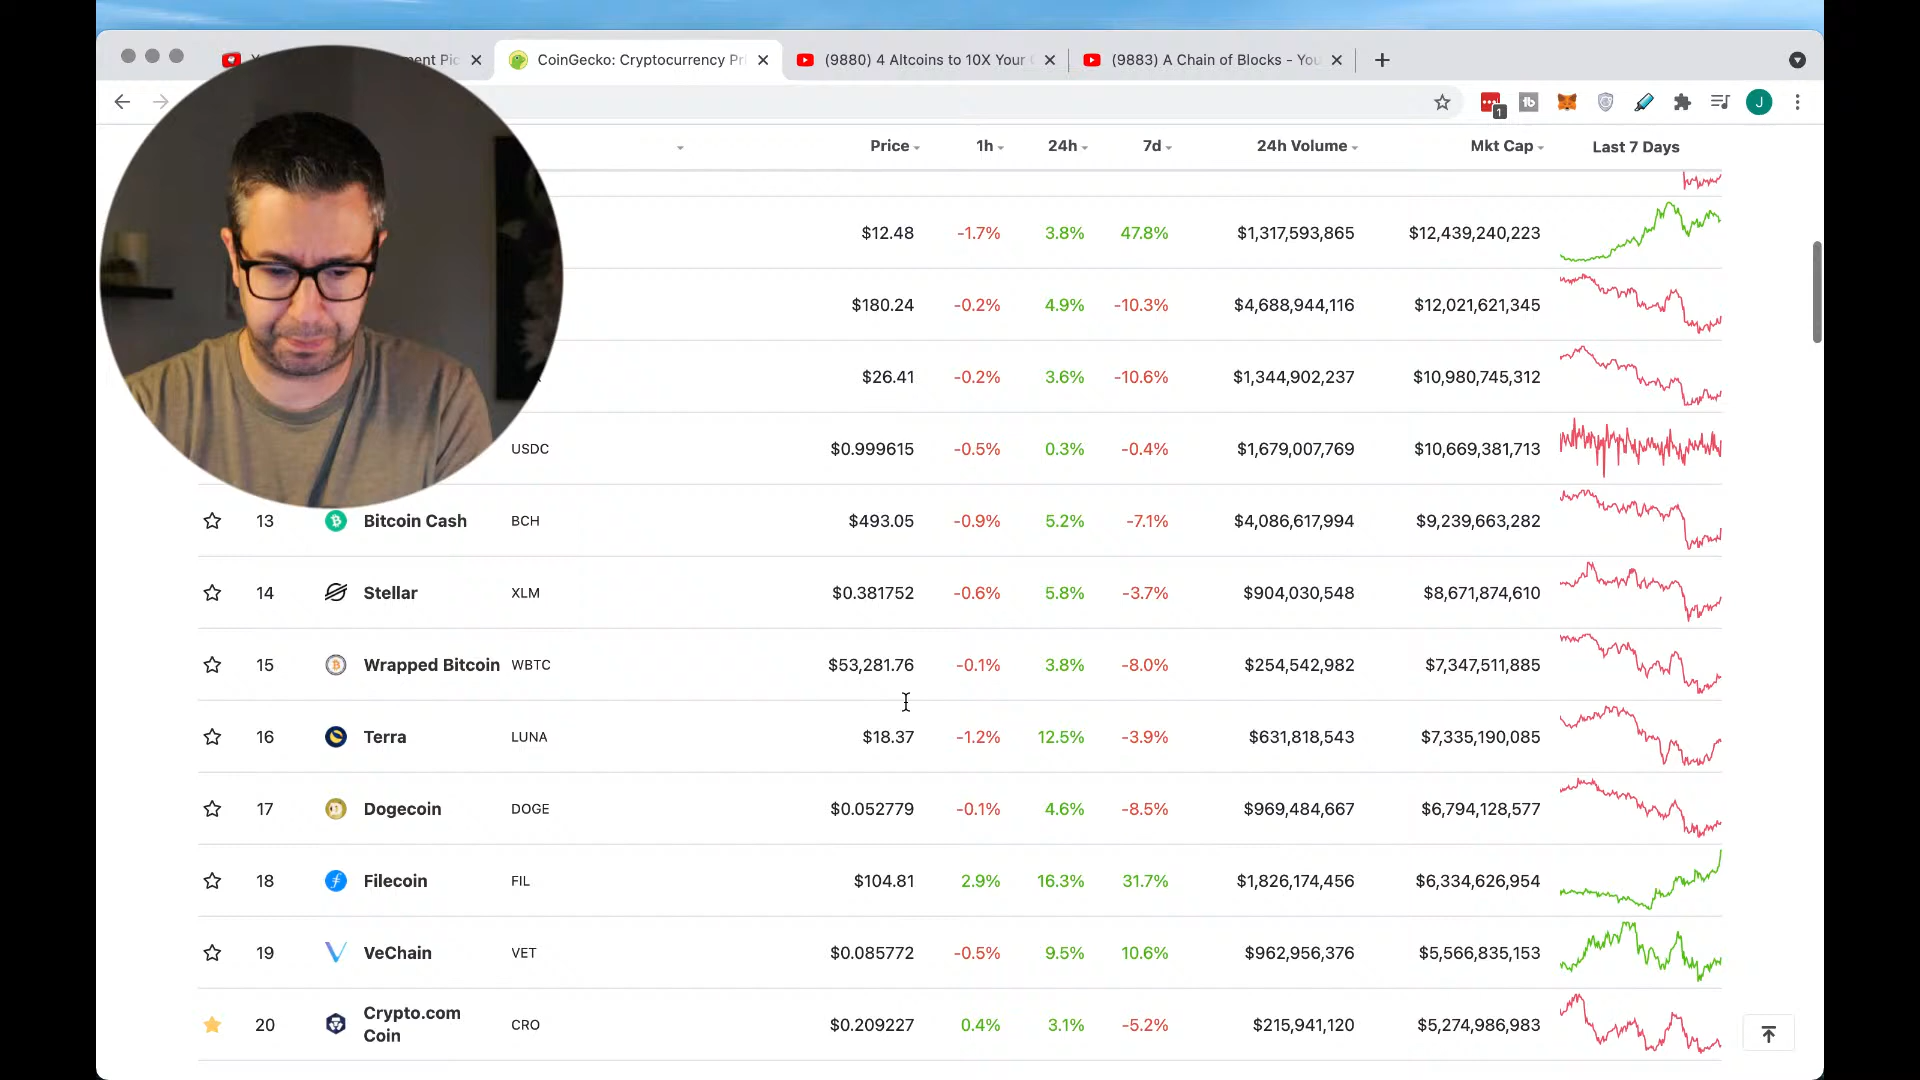 ment Pic
CoinGecko: Cryptocurrency Pri
(9880) 4 Altcoins to 10X Your
(9883) A Chain of Blocks - You
1
J
Price 1h 24h 7d 24h Volume Mkt Cap Last 7 Days
$12.48 -1.7% 3.8% 47.8% $1,317,593,865 $12,439,240,223
$180.24 -0.2% 4.9% -10.3% $4,688,944,116 $12,021,621,345
$26.41 -0.2% 3.6% -10.6% $1,344,902,237 $10,980,745,312
USDC $0.999615 -0.5% 0.3% -0.4% $1,679,007,769 $10,669,381,713
13 Bitcoin Cash BCH $493.05 -0.9% 5.2% -7.1% $4,086,617,994 $9,239,663,282
14 Stellar XLM $0.381752 -0.6% 5.8% -3.7% $904,030,548 $8,671,874,610
15 Wrapped Bitcoin WBTC $53,281.76 -0.1% 3.8% -8.0% $254,542,982 $7,347,511,885
16 Terra LUNA $18.37 -1.2% 12.5% -3.9% $631,818,543 $7,335,190,085
17 Dogecoin DOGE $0.052779 -0.1% 4.6% -8.5% $969,484,667 $6,794,128,577
18 Filecoin FIL $104.81 2.9% 16.3% 31.7% $1,826,174,456 $6,334,626,954
19 VeChain VET $0.085772 -0.5% 9.5% 10.6% $962,956,376 $5,566,835,153
20 Crypto.com Coin CRO $0.209227 0.4% 3.1% -5.2% $215,941,120 $5,274,986,983